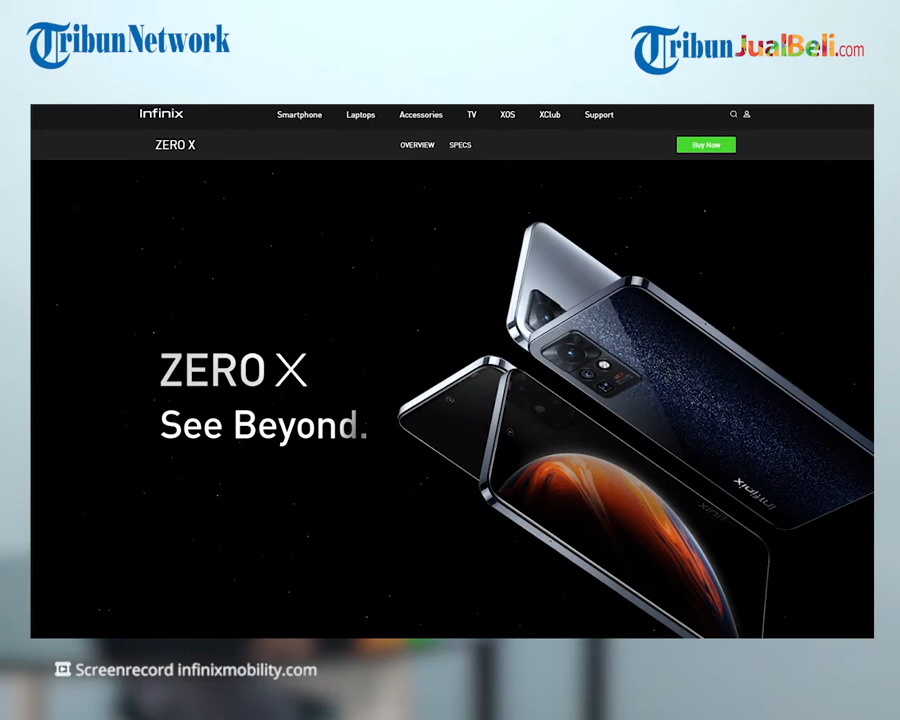 TribunNetwork
TribunJualBeli.com
Infinix
Smartphone Laptops Accessories TV XOS XClub Support
ZERO X
OVERVIEW SPECS
Buy Now
ZERO X
See Beyond.
Infinix
Infinix
Screenrecord infinixmobility.com